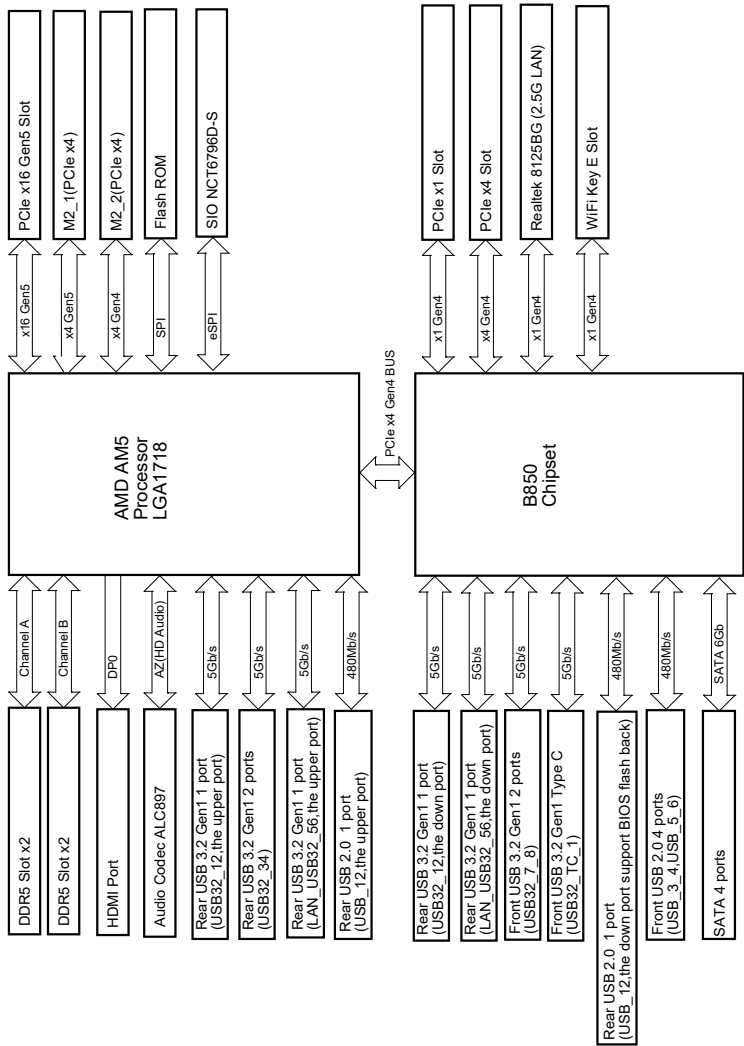 PCIe x16 Gen5 Slot
M2_1(PCIe x4)
M2_2(PCIe x4)
Flash ROM
SIO NCT6796D-S
x16 Gen5
x4 Gen5
x4 Gen4
SPI
eSPI
AMD AM5
Processor
LGA1718
Channel A
Channel B
DP0
AZ(HD Audio)
5Gb/s
5Gb/s
5Gb/s
480Mb/s
DDR5 Slot x2
DDR5 Slot x2
HDMI Port
Audio Codec ALC897
Rear USB 3.2 Gen1 1 port
(USB32_12,the upper port)
Rear USB 3.2 Gen1 2 ports
(USB32_34)
Rear USB 3.2 Gen1 1 port
(LAN_USB32_56,the upper port)
Rear USB 2.0 1 port
(USB_12,the upper port)
PCIe x4 Gen4 BUS
PCIe x1 Slot
PCIe x4 Slot
Realtek 8125BG (2.5G LAN)
WiFi Key E Slot
x1 Gen4
x4 Gen4
x1 Gen4
x1 Gen4
B850
Chipset
5Gb/s
5Gb/s
5Gb/s
5Gb/s
480Mb/s
480Mb/s
SATA 6Gb
Rear USB 3.2 Gen1 1 port
(USB32_12,the down port)
Rear USB 3.2 Gen1 1 port
(LAN_USB32_56,the down port)
Front USB 3.2 Gen1 2 ports
(USB32_7_8)
Front USB 3.2 Gen1 Type C
(USB32_TC_1)
Rear USB 2.0 1 port
(USB_12,the down port support BIOS flash back)
Front USB 2.0 4 ports
(USB_3_4,USB_5_6)
SATA 4 ports